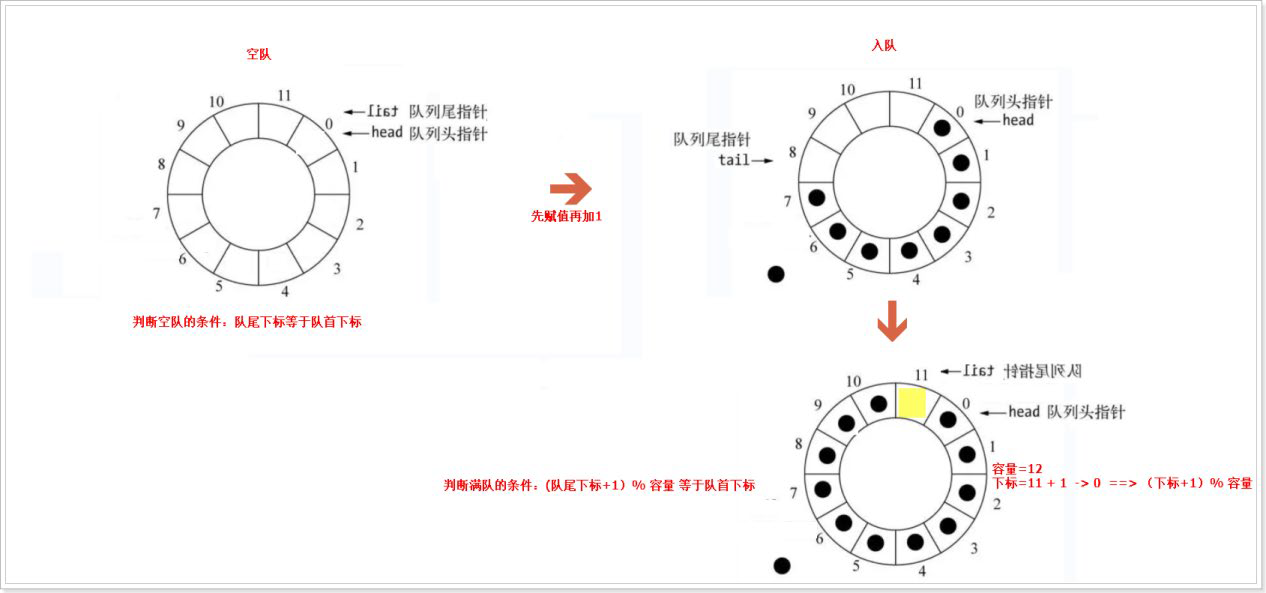 空队
10
11
0
1
2
3
4
5
6
7
8
9
tail 队列尾指针
head 队列头指针
判断空队的条件：队尾下标等于队首下标
先赋值再加1
入队
10
11
0
1
2
3
4
5
6
7
8
9
队列头指针
head
队列尾指针
tail
10
11
0
1
2
3
4
5
6
7
8
9
tail 队列尾指针
head 队列头指针
判断满队的条件：(队尾下标+1）% 容量 等于队首下标
容量=12
下标=11 + 1 -> 0 ==> （下标+1）% 容量